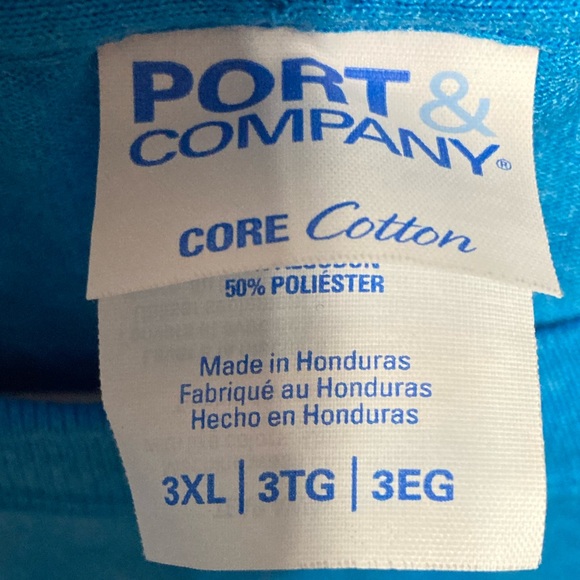 PORT &
COMPANY®
CORE Cotton
50% POLIÉSTER
Made in Honduras
Fabriqué au Honduras
Hecho en Honduras
3XL | 3TG | 3EG